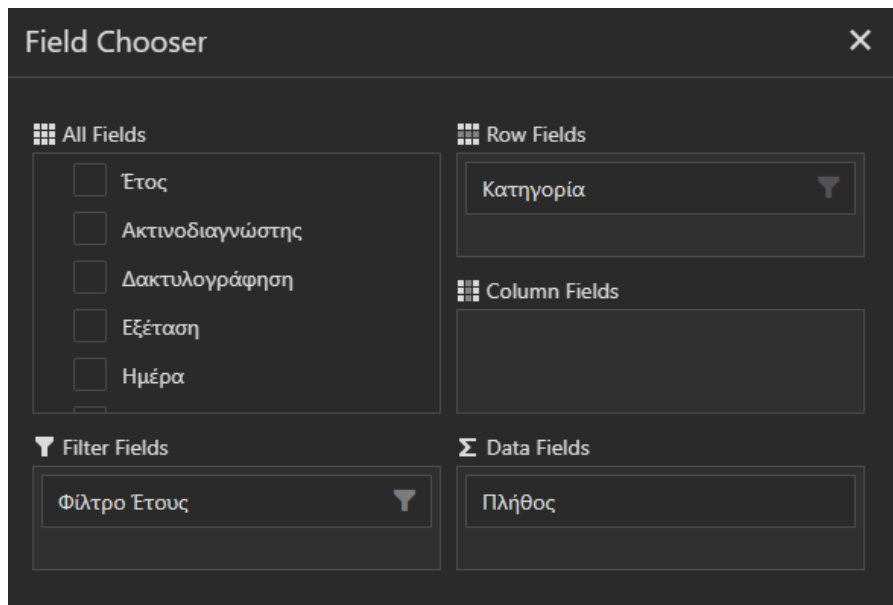 Field Chooser
All Fields
Έτος
Ακτινοδιαγνώστης
Δακτυλογράφηση
Εξέταση
Ημέρα
Row Fields
Κατηγορία
Column Fields
Filter Fields
Φίλτρο Έτους
Data Fields
Πλήθος